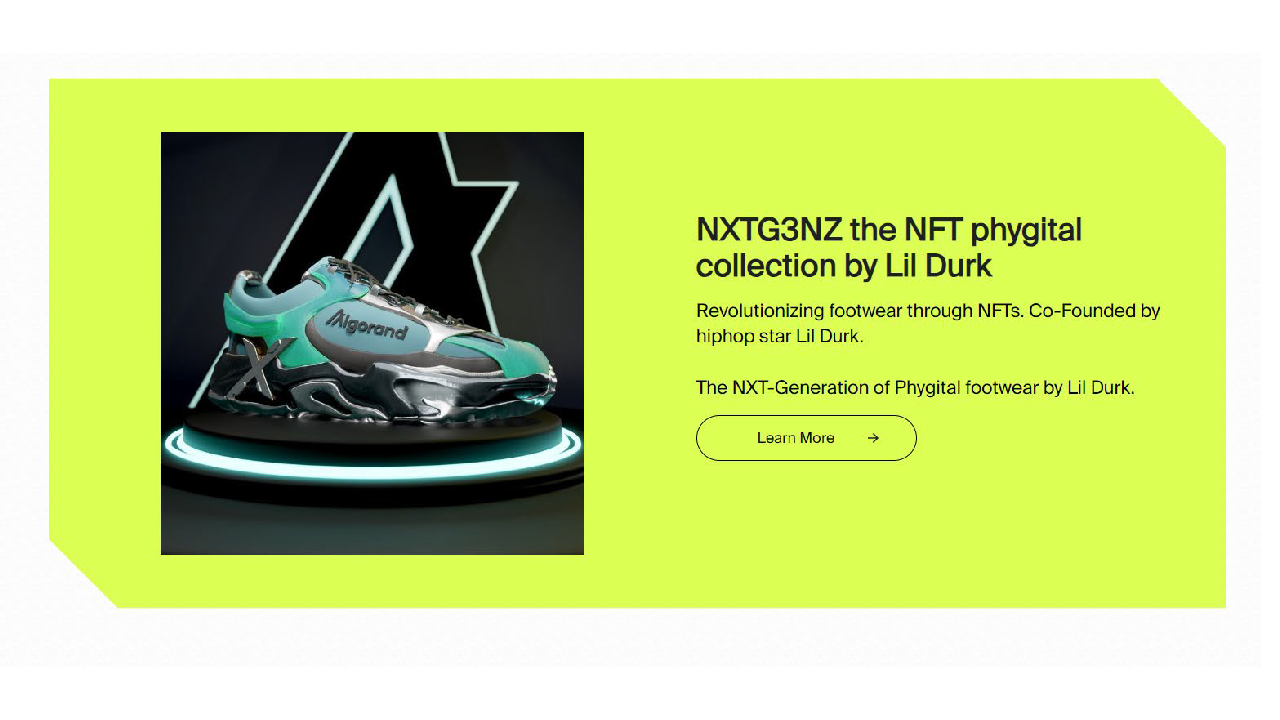 Algorand
X
NXTG3NZ the NFT phygital
collection by Lil Durk
Revolutionizing footwear through NFTs. Co-Founded by
hiphop star Lil Durk.
The NXT-Generation of Phygital footwear by Lil Durk.
Learn More →